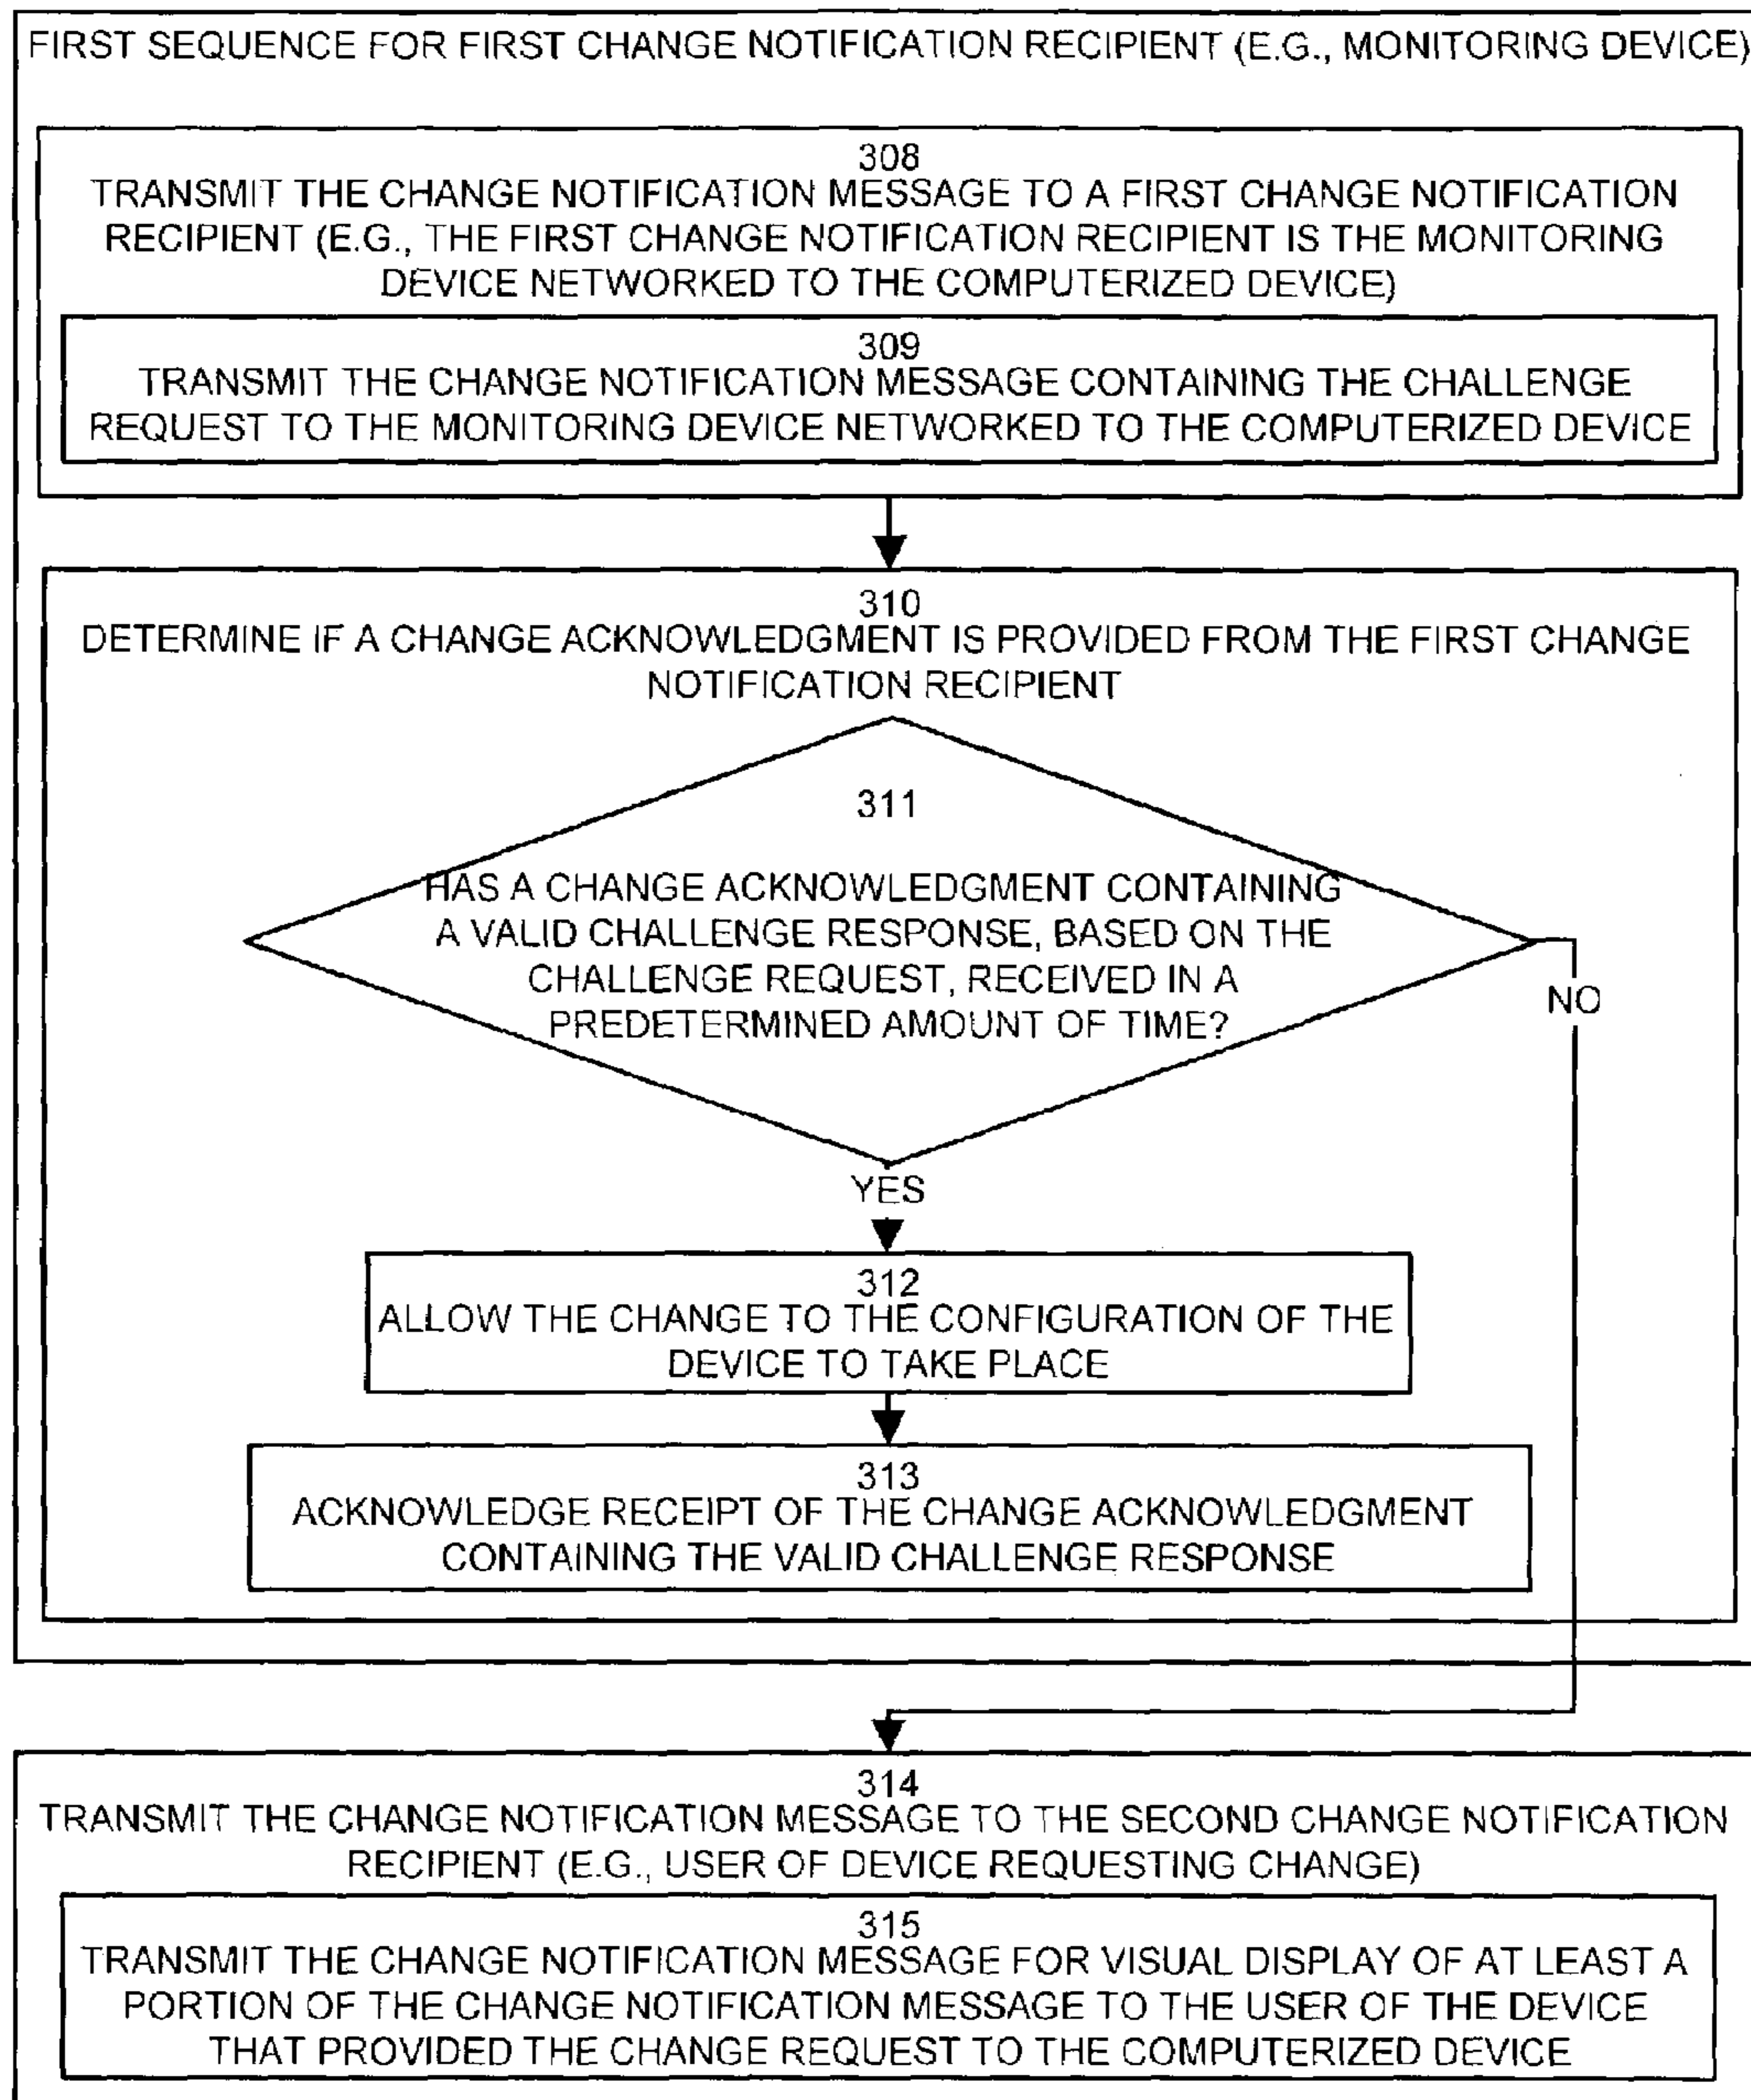 FIRST SEQUENCE FOR FIRST CHANGE NOTIFICATION RECIPIENT (E.G., MONITORING DEVICE)
308
TRANSMIT THE CHANGE NOTIFICATION MESSAGE TO A FIRST CHANGE NOTIFICATION
RECIPIENT (E.G., THE FIRST CHANGE NOTIFICATION RECIPIENT IS THE MONITORING
DEVICE NETWORKED TO THE COMPUTERIZED DEVICE)
309
TRANSMIT THE CHANGE NOTIFICATION MESSAGE CONTAINING THE CHALLENGE
REQUEST TO THE MONITORING DEVICE NETWORKED TO THE COMPUTERIZED DEVICE
310
DETERMINE IF A CHANGE ACKNOWLEDGMENT IS PROVIDED FROM THE FIRST CHANGE
NOTIFICATION RECIPIENT
311
HAS A CHANGE ACKNOWLEDGMENT CONTAINING
A VALID CHALLENGE RESPONSE, BASED ON THE
CHALLENGE REQUEST, RECEIVED IN A
PREDETERMINED AMOUNT OF TIME?
NO
YES
312
ALLOW THE CHANGE TO THE CONFIGURATION OF THE
DEVICE TO TAKE PLACE
313
ACKNOWLEDGE RECEIPT OF THE CHANGE ACKNOWLEDGMENT
CONTAINING THE VALID CHALLENGE RESPONSE
314
TRANSMIT THE CHANGE NOTIFICATION MESSAGE TO THE SECOND CHANGE NOTIFICATION
RECIPIENT (E.G., USER OF DEVICE REQUESTING CHANGE)
315
TRANSMIT THE CHANGE NOTIFICATION MESSAGE FOR VISUAL DISPLAY OF AT LEAST A
PORTION OF THE CHANGE NOTIFICATION MESSAGE TO THE USER OF THE DEVICE
THAT PROVIDED THE CHANGE REQUEST TO THE COMPUTERIZED DEVICE